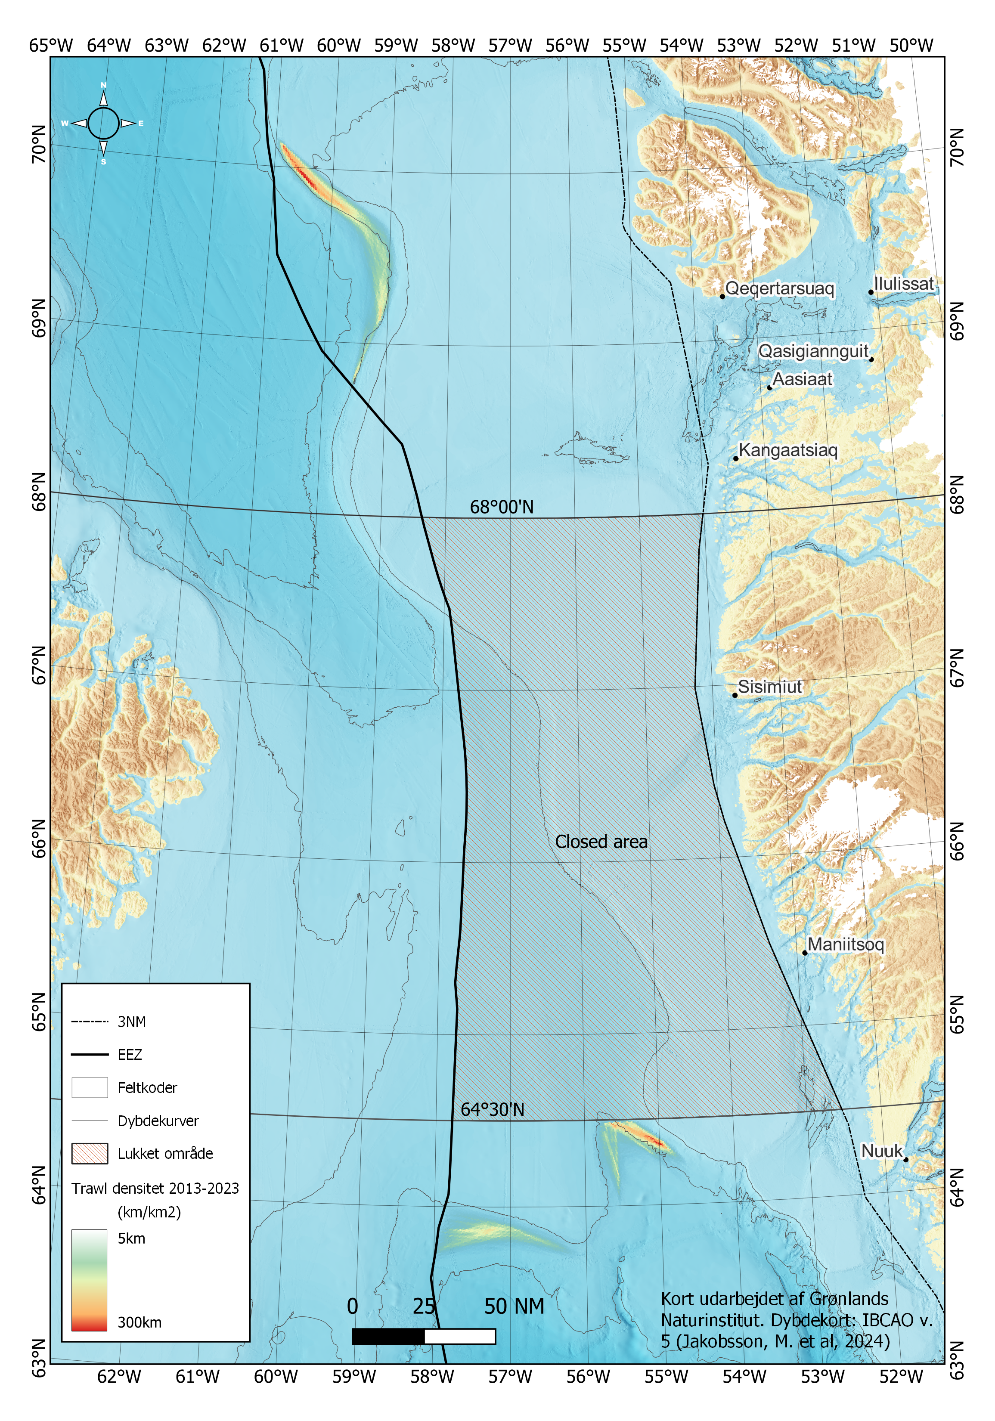 65°W 64°W 63°W 62°W 61°W 60°W 59°W 58°W 57°W 56°W 55°W 54°W 53°W 52°W 51°W 50°W
N
W E
S
70°N 70°N
Ilulissat
Qeqertarsuaq
69°N 69°N
Qasigiannguit
Aasiaat
Kangaatsiaq
68°N 68°N
68°00'N
67°N 67°N
Sisimiut
66°N 66°N
Closed area
Maniitsoq
65°N 65°N
64°30'N
Nuuk
64°N 64°N
3NM
EEZ
Feltkoder
Dybdekurver
Lukket område
Trawl densitet 2013-2023
(km/km2)
5km
300km
0 25 50 NM
Kort udarbejdet af Grønlands
Naturinstitut. Dybdekort: IBCAO v.
5 (Jakobsson, M. et al, 2024)
63°N 63°N
62°W 61°W 60°W 59°W 58°W 57°W 56°W 55°W 54°W 53°W 52°W